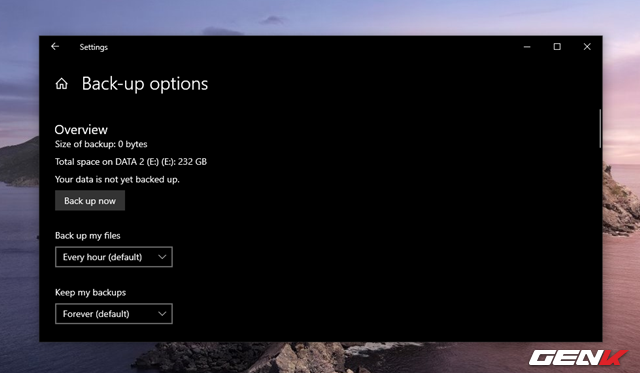 Settings
Back-up options
Overview
Size of backup: 0 bytes
Total space on DATA 2 (E:) (E:): 232 GB
Your data is not yet backed up.
Back up now
Back up my files
Every hour (default)
Keep my backups
Forever (default)
GENK